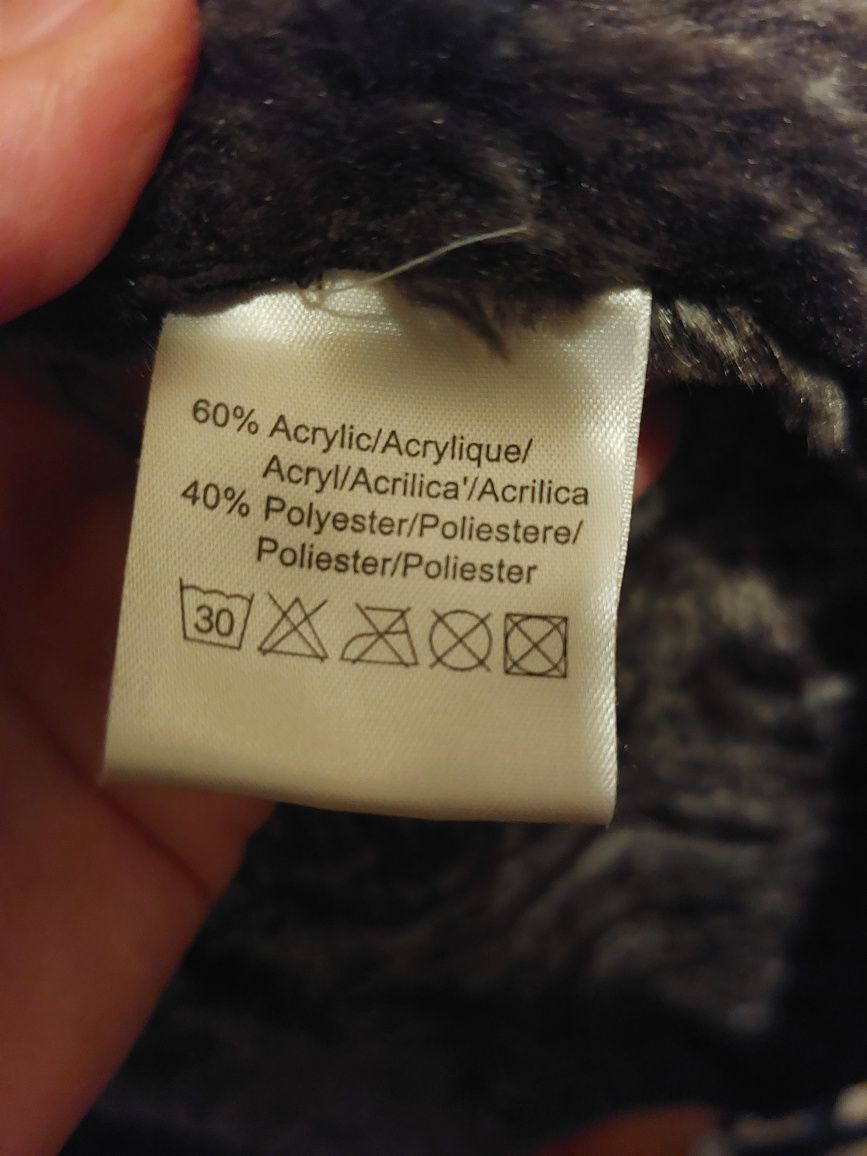 60% Acrylic/Acrylique/
Acryl/Acrilica'/Acrilica
40% Polyester/Poliestere/
Poliester/Poliester
30